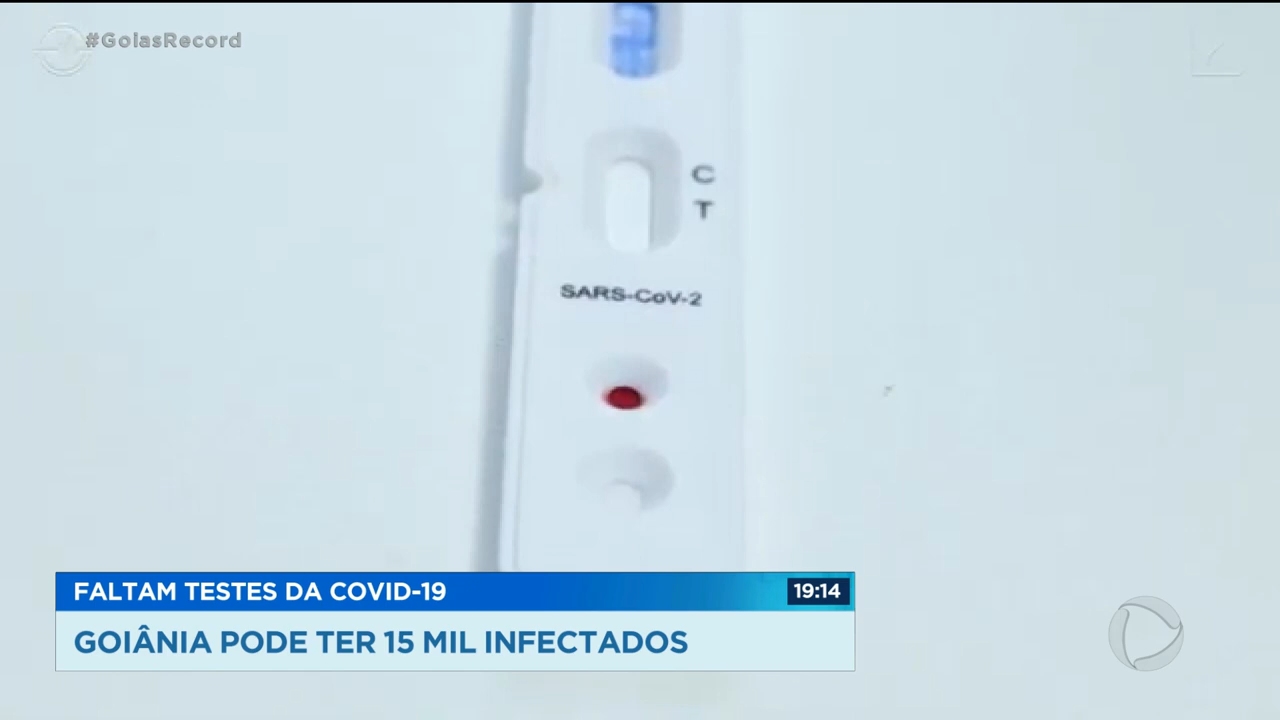 #GoiasRecord
C
T
SARS-CoV-2
FALTAM TESTES DA COVID-19
19:14
GOIÂNIA PODE TER 15 MIL INFECTADOS